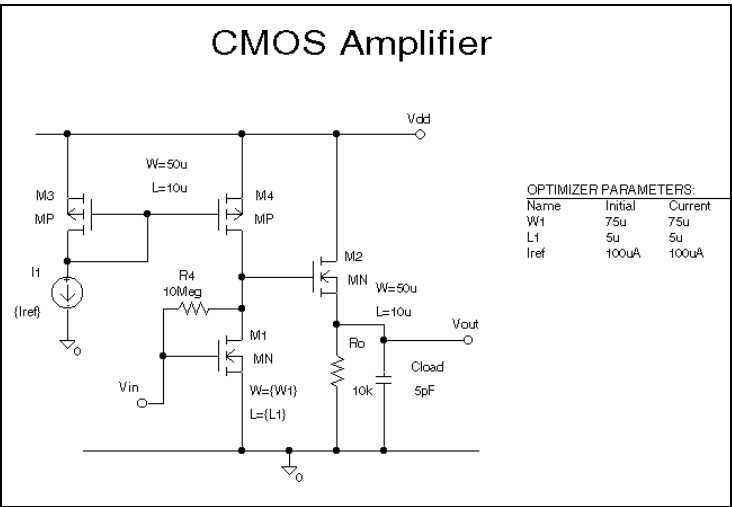 CMOS Amplifier
Vdd
W=50u
L=10u
M3
M4
MP
MP
OPTIMIZER PARAMETERS:
Name Initial Current
W1 75u 75u
L1 5u 5u
Iref 100uA 100uA
M2
MN
W=50u
L=10u
I1
{Iref}
R4
10Meg
0
M1
MN
Vout
Ro
10k
Cload
5pF
Vin
W={W1}
L={L1}
0